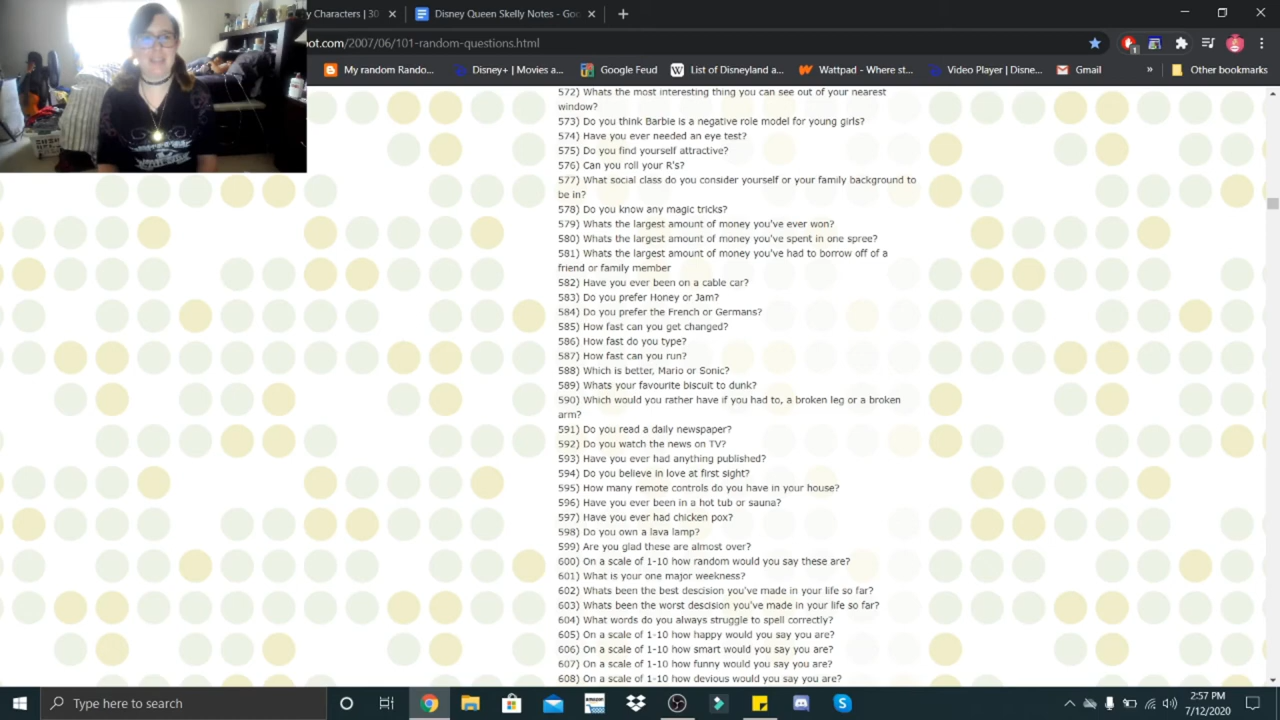 y Characters | 30
Disney Queen Skelly Notes - Goo
ot.com/2007/06/101-random-questions.html
1
My random Rando...
Disney+ | Movies a...
Google Feud
List of Disneyland a...
Wattpad - Where st...
Video Player | Disne...
Gmail
»
Other bookmarks
572) Whats the most interesting thing you can see out of your nearest
window?
573) Do you think Barbie is a negative role model for young girls?
574) Have you ever needed an eye test?
575) Do you find yourself attractive?
576) Can you roll your R's?
577) What social class do you consider yourself or your family background to
be in?
578) Do you know any magic tricks?
579) Whats the largest amount of money you've ever won?
580) Whats the largest amount of money you've spent in one spree?
581) Whats the largest amount of money you've had to borrow off of a
friend or family member
582) Have you ever been on a cable car?
583) Do you prefer Honey or Jam?
584) Do you prefer the French or Germans?
585) How fast can you get changed?
586) How fast do you type?
587) How fast can you run?
588) Which is better, Mario or Sonic?
589) Whats your favourite biscuit to dunk?
590) Which would you rather have if you had to, a broken leg or a broken
arm?
591) Do you read a daily newspaper?
592) Do you watch the news on TV?
593) Have you ever had anything published?
594) Do you believe in love at first sight?
595) How many remote controls do you have in your house?
596) Have you ever been in a hot tub or sauna?
597) Have you ever had chicken pox?
598) Do you own a lava lamp?
599) Are you glad these are almost over?
600) On a scale of 1-10 how random would you say these are?
601) What is your one major weekness?
602) Whats been the best descision you've made in your life so far?
603) Whats been the worst descision you've made in your life so far?
604) What words do you always struggle to spell correctly?
605) On a scale of 1-10 how happy would you say you are?
606) On a scale of 1-10 how smart would you say you are?
607) On a scale of 1-10 how funny would you say you are?
608) On a scale of 1-10 how devious would you say you are?
Type here to search
2:57 PM
7/12/2020